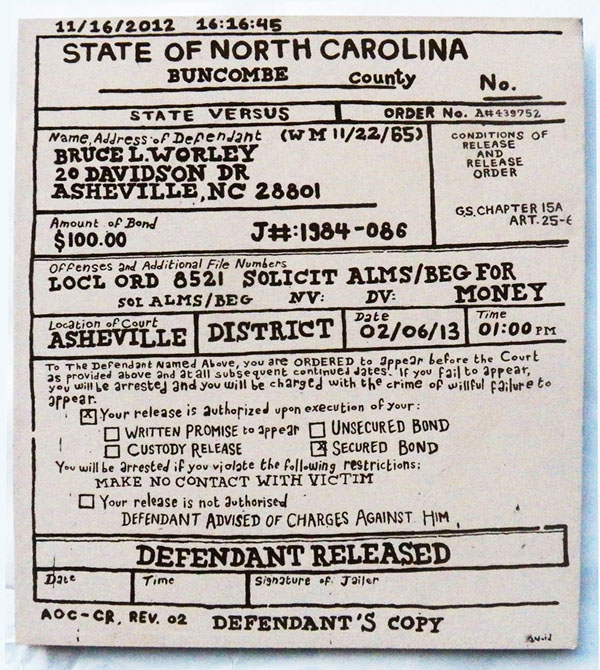 11/16/2012 16:16:45
STATE OF NORTH CAROLINA
BUNCOMBE County No.
STATE VERSUS ORDER No. A#439752
Name, Address of Defendant (W M 11/22/65)
BRUCE L. WORLEY
20 DAVIDSON DR
ASHEVILLE, NC 28801
CONDITIONS OF
RELEASE
AND
RELEASE
ORDER
G.S. CHAPTER 15A
ART. 25-6
Amount of Bond
$100.00 J#:1984-086
Offenses and Additional File Numbers
LOCL ORD 8521 SOLICIT ALMS/BEG FOR
SOL ALMS/BEG NV: DV: MONEY
Location of Court
ASHEVILLE
DISTRICT
Date
02/06/13
Time
01:00 PM
To The Defendant Named Above, you are ORDERED to appear before the Court
as provided above and at all subsequent continued dates. If you fail to appear,
you will be arrested and you will be charged with the crime of willful failure to
appear.
Your release is authorized upon execution of your:
WRITTEN PROMISE to appear UNSECURED BOND
CUSTODY RELEASE SECURED BOND
You will be arrested if you violate the following restrictions:
MAKE NO CONTACT WITH VICTIM
Your release is not authorised
DEFENDANT ADVISED OF CHARGES AGAINST HIM.
DEFENDANT RELEASED
Date Time Signature of Jailer
AOC-CR, REV. 02 DEFENDANT'S COPY